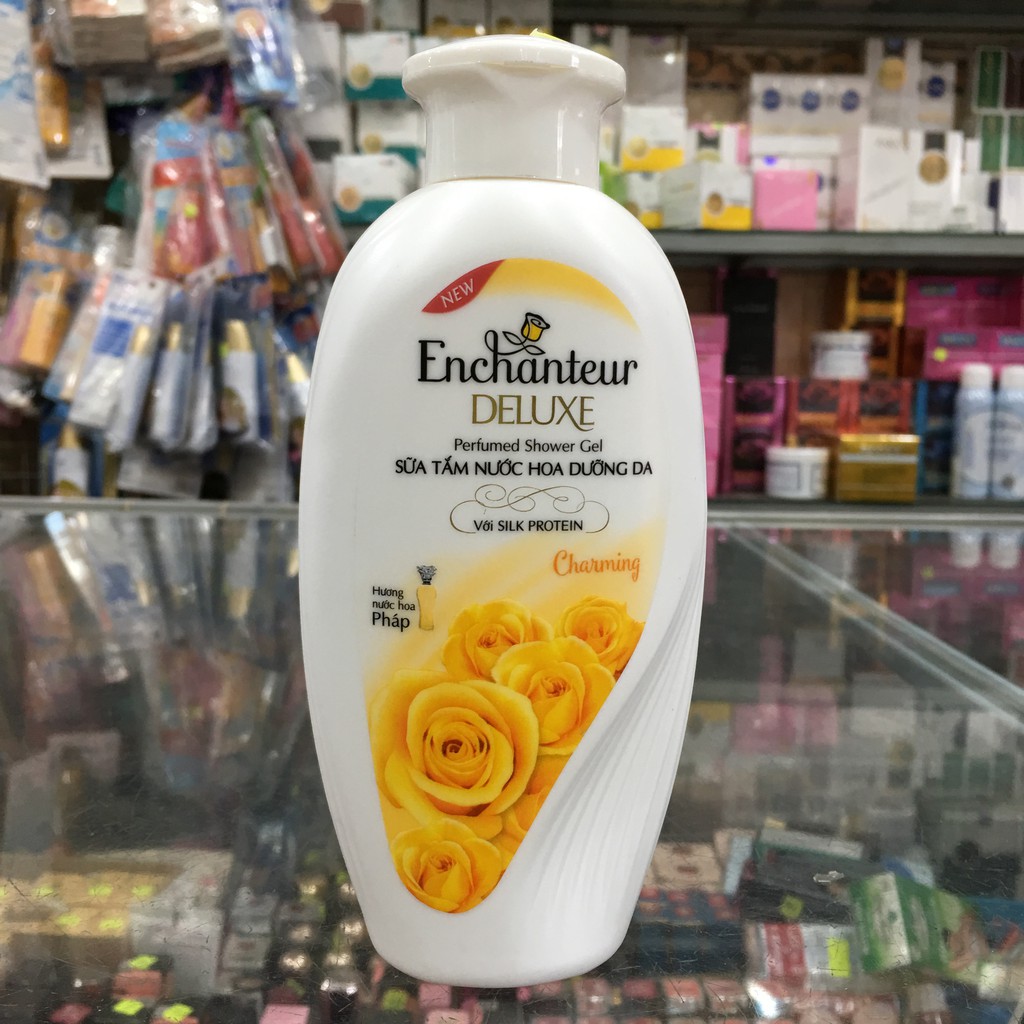 NEW
Enchanteur
DELUXE
Perfumed Shower Gel
SỮA TẮM NƯỚC HOA DƯỠNG DA
Với SILK PROTEIN
Charming
Hương
nước hoa
Pháp